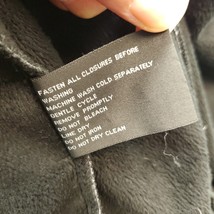 FASTEN ALL CLOSURES BEFORE
WASHING
MACHINE WASH COLD SEPARATELY
GENTLE CYCLE
REMOVE PROMPTLY
DO NOT BLEACH
LINE DRY
DO NOT IRON
DO NOT DRY CLEAN